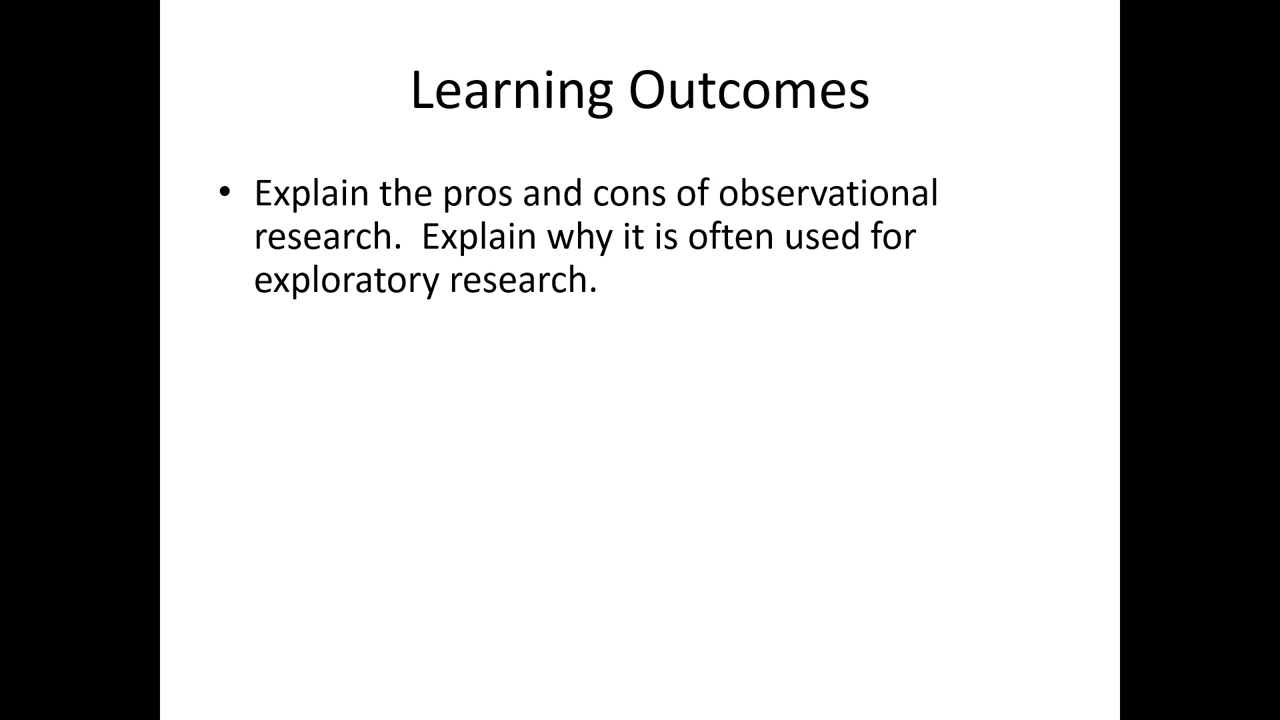 Learning Outcomes
• Explain the pros and cons of observational
research.  Explain why it is often used for
exploratory research.